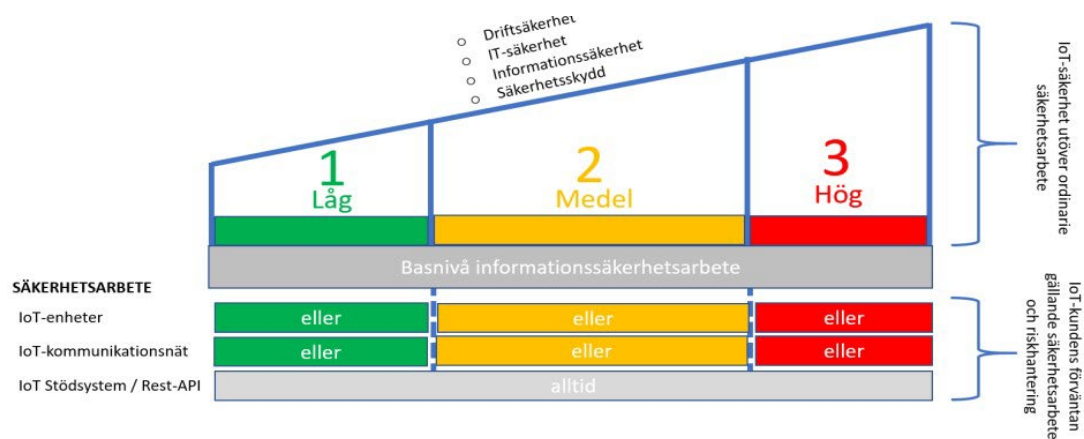 Driftsäkerhet
IT-säkerhet
Informationssäkerhet
Säkerhetsskydd
1
Låg
2
Medel
3
Hög
IoT-säkerhet utöver ordinarie
säkerhetsarbete
Basnivå informationssäkerhetsarbete
SÄKERHETSARBETE
IoT-enheter
eller
eller
eller
IoT-kommunikationsnät
eller
eller
eller
IoT Stödsystem / Rest-API
alltid
IoT-kundens förväntan
gällande säkerhetsarbete
och riskhantering